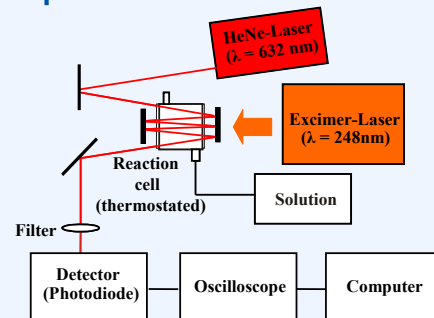 HeNe-Laser
(λ = 632 nm)
Excimer-Laser
(λ = 248nm)
Reaction
cell
(thermostated)
Solution
Filter
Detector
(Photodiode)
Oscilloscope
Computer